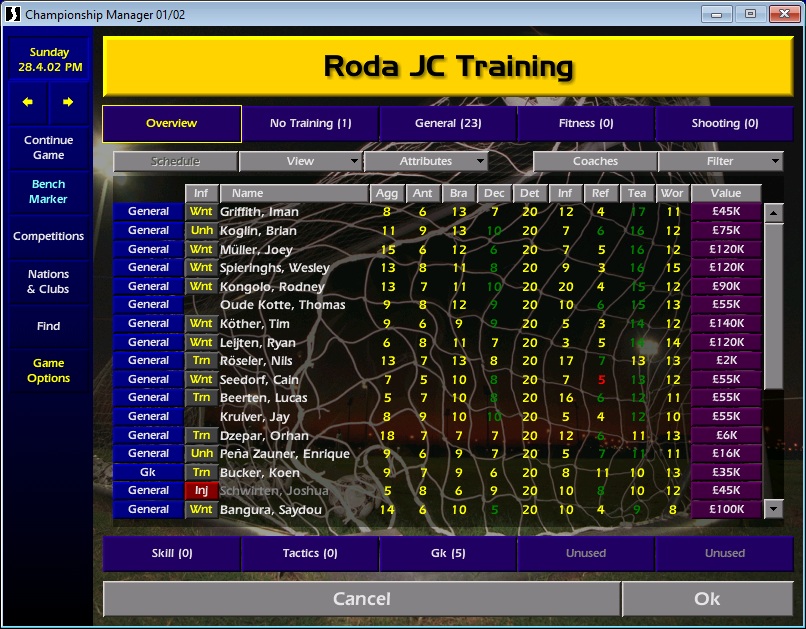 Championship Manager 01/02
Sunday
28.4.02 PM
Continue
Game
Bench
Marker
Competitions
Nations
& Clubs
Find
Game
Options
Roda JC Training
Overview No Training (1) General (23) Fitness (0) Shooting (0)
Schedule View Attributes Coaches Filter
Inf Name Agg Ant Bra Dec Det Inf Ref Tea Wor Value
General Wnt Griffith, Iman 8 6 13 7 20 12 4 17 11 £45K
General Unh Koglin, Brian 11 9 13 10 20 7 6 16 12 £75K
General Wnt Müller, Joey 15 6 12 6 20 7 5 16 12 £120K
General Wnt Spieringhs, Wesley 13 8 11 8 20 9 3 16 15 £120K
General Wnt Kongolo, Rodney 13 7 11 10 20 20 4 15 12 £90K
General Oude Kotte, Thomas 9 8 12 9 20 10 6 15 13 £55K
General Wnt Köther, Tim 9 6 9 9 20 5 3 14 12 £140K
General Wnt Leijten, Ryan 6 8 11 7 20 3 5 14 £120K
General Trn Röseler, Nils 13 7 13 8 20 17 7 13 13 £2K
General Wnt Seedorf, Cain 7 5 10 8 20 7 5 13 12 £55K
General Trn Beerten, Lucas 5 7 10 8 20 16 6 12 11 £55K
General Kruiver, Jay 8 9 10 10 20 5 4 12 10 £55K
General Trn Dzepar, Orhan 18 7 7 7 20 12 6 11 13 £6K
General Unh Peña Zauner, Enrique 9 6 9 7 20 5 7 11 11 £16K
Gk Trn Bucker, Koen 9 7 9 6 20 8 11 10 13 £35K
General Inj Schwirten, Joshua 5 8 6 9 20 10 8 10 12 £45K
General Wnt Bangura, Saydou 14 6 10 5 20 10 4 9 8 £100K
Skill (0) Tactics (0) Gk (5) Unused Unused
Cancel Ok